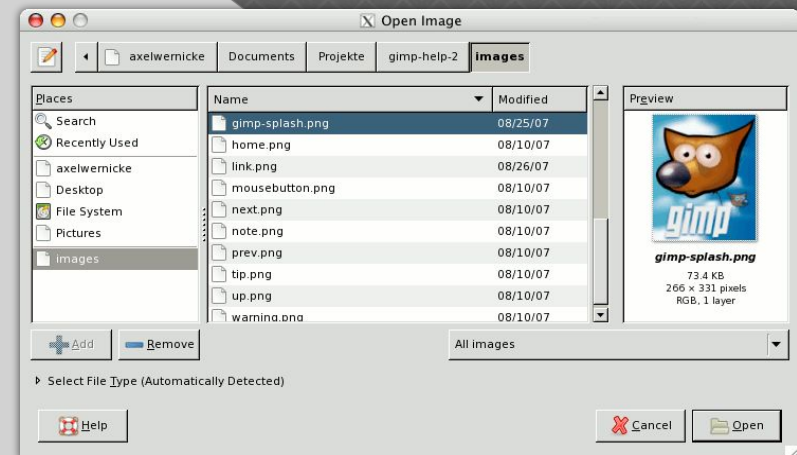 Open Image
axelwernicke Documents Projekte gimp-help-2 images
Places
Search
Recently Used
axelwernicke
Desktop
File System
Pictures
images
Name Modified
gimp-splash.png 08/25/07
home.png 08/10/07
link.png 08/26/07
mousebutton.png 08/10/07
next.png 08/10/07
note.png 08/10/07
prev.png 08/10/07
tip.png 08/10/07
up.png 08/10/07
warning.png 08/10/07
Preview
gimp
gimp-splash.png
73.4 KB
266 × 331 pixels
RGB, 1 layer
Add Remove All images
Select File Type (Automatically Detected)
Help Cancel Open